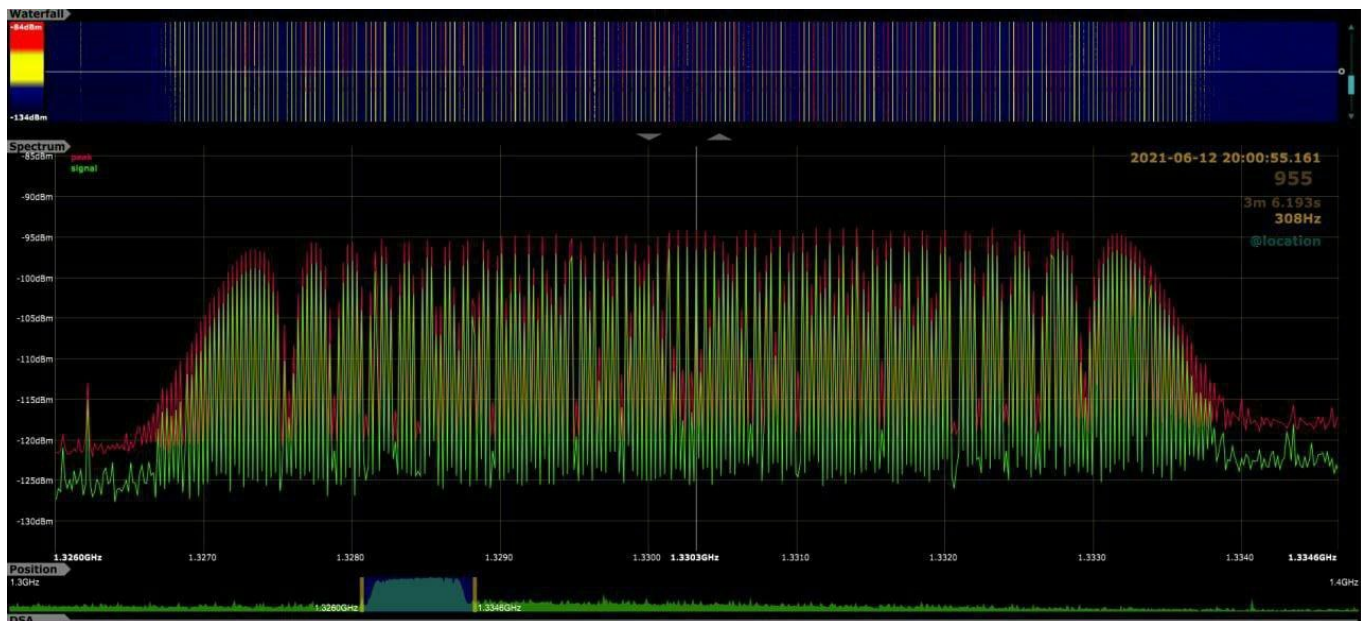 Waterfall
-84dBm
-134dBm
Spectrum
-85dBm
peak
signal
2021-06-12 20:00:55.161
955
3m 6.193s
308Hz
@location
-90dBm
-95dBm
-100dBm
-105dBm
-110dBm
-115dBm
-120dBm
-125dBm
-130dBm
1.3260GHz 1.3270 1.3280 1.3290 1.3300 1.3303GHz 1.3310 1.3320 1.3330 1.3340 1.3346GHz
Position
1.3GHz 1.4GHz
1.3260GHz 1.3346GHz
DSA